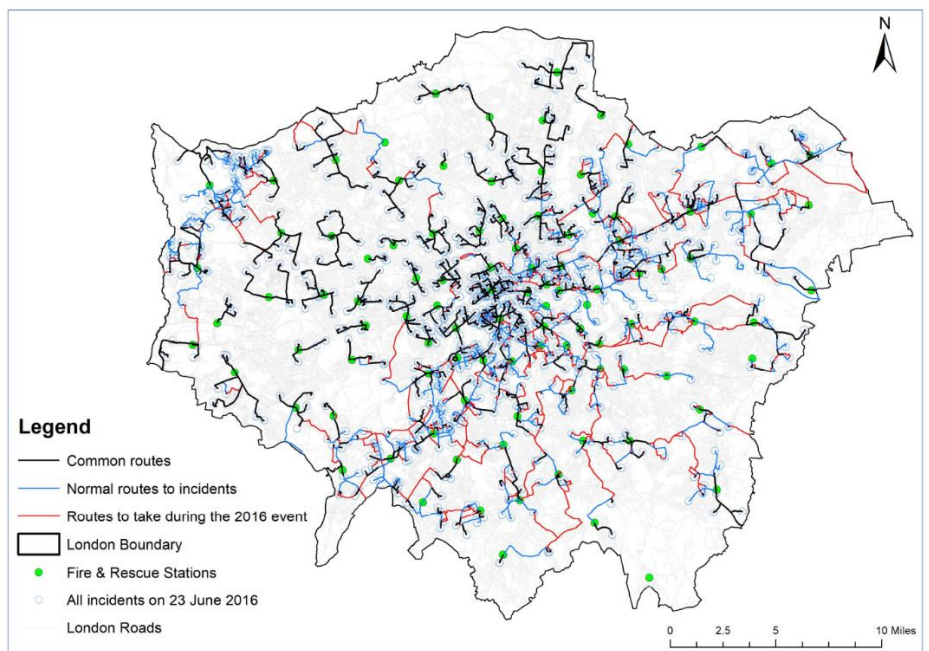 N
Legend
Common routes
Normal routes to incidents
Routes to take during the 2016 event
London Boundary
Fire & Rescue Stations
All incidents on 23 June 2016
London Roads
0 2.5 5 10 Miles